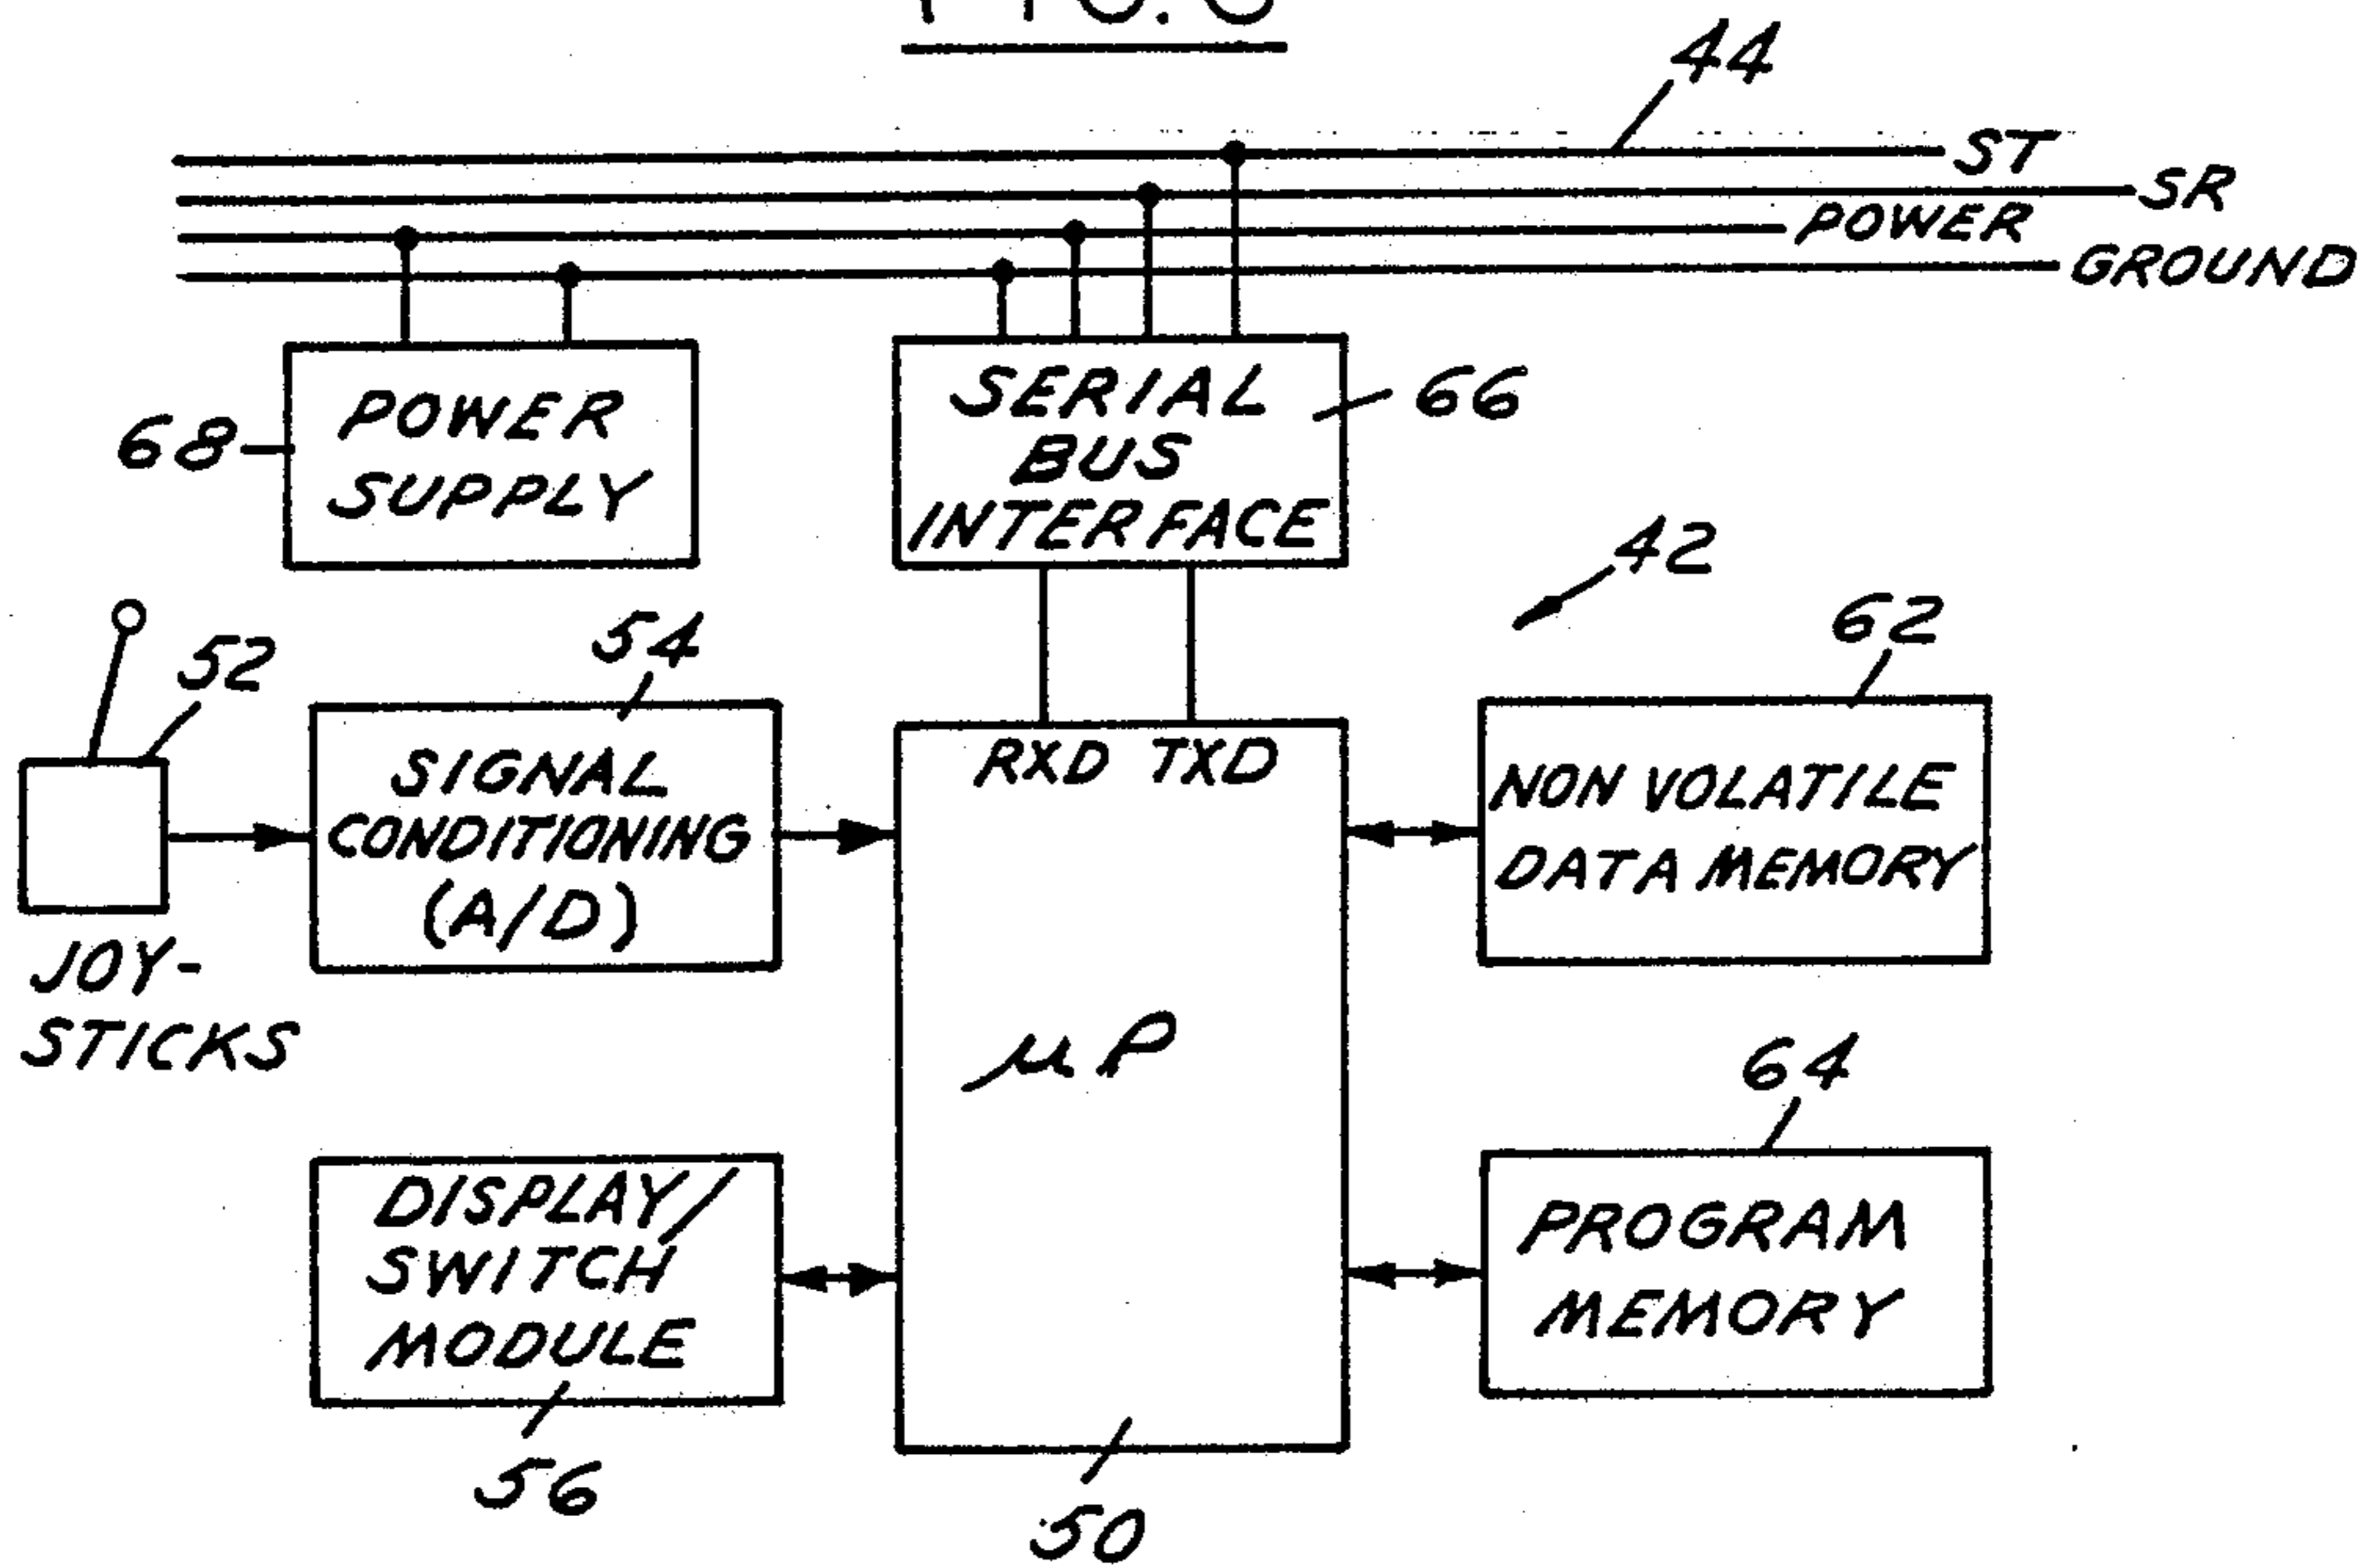 44
ST
SR
POWER
GROUND
68
POWER
SUPPLY
SERIAL
BUS
INTERFACE
66
42
52
JOY-
STICKS
54
SIGNAL
CONDITIONING
(A/D)
RXD TXD
μP
50
62
NON VOLATILE
DATA MEMORY
64
PROGRAM
MEMORY
DISPLAY/
SWITCH
MODULE
56